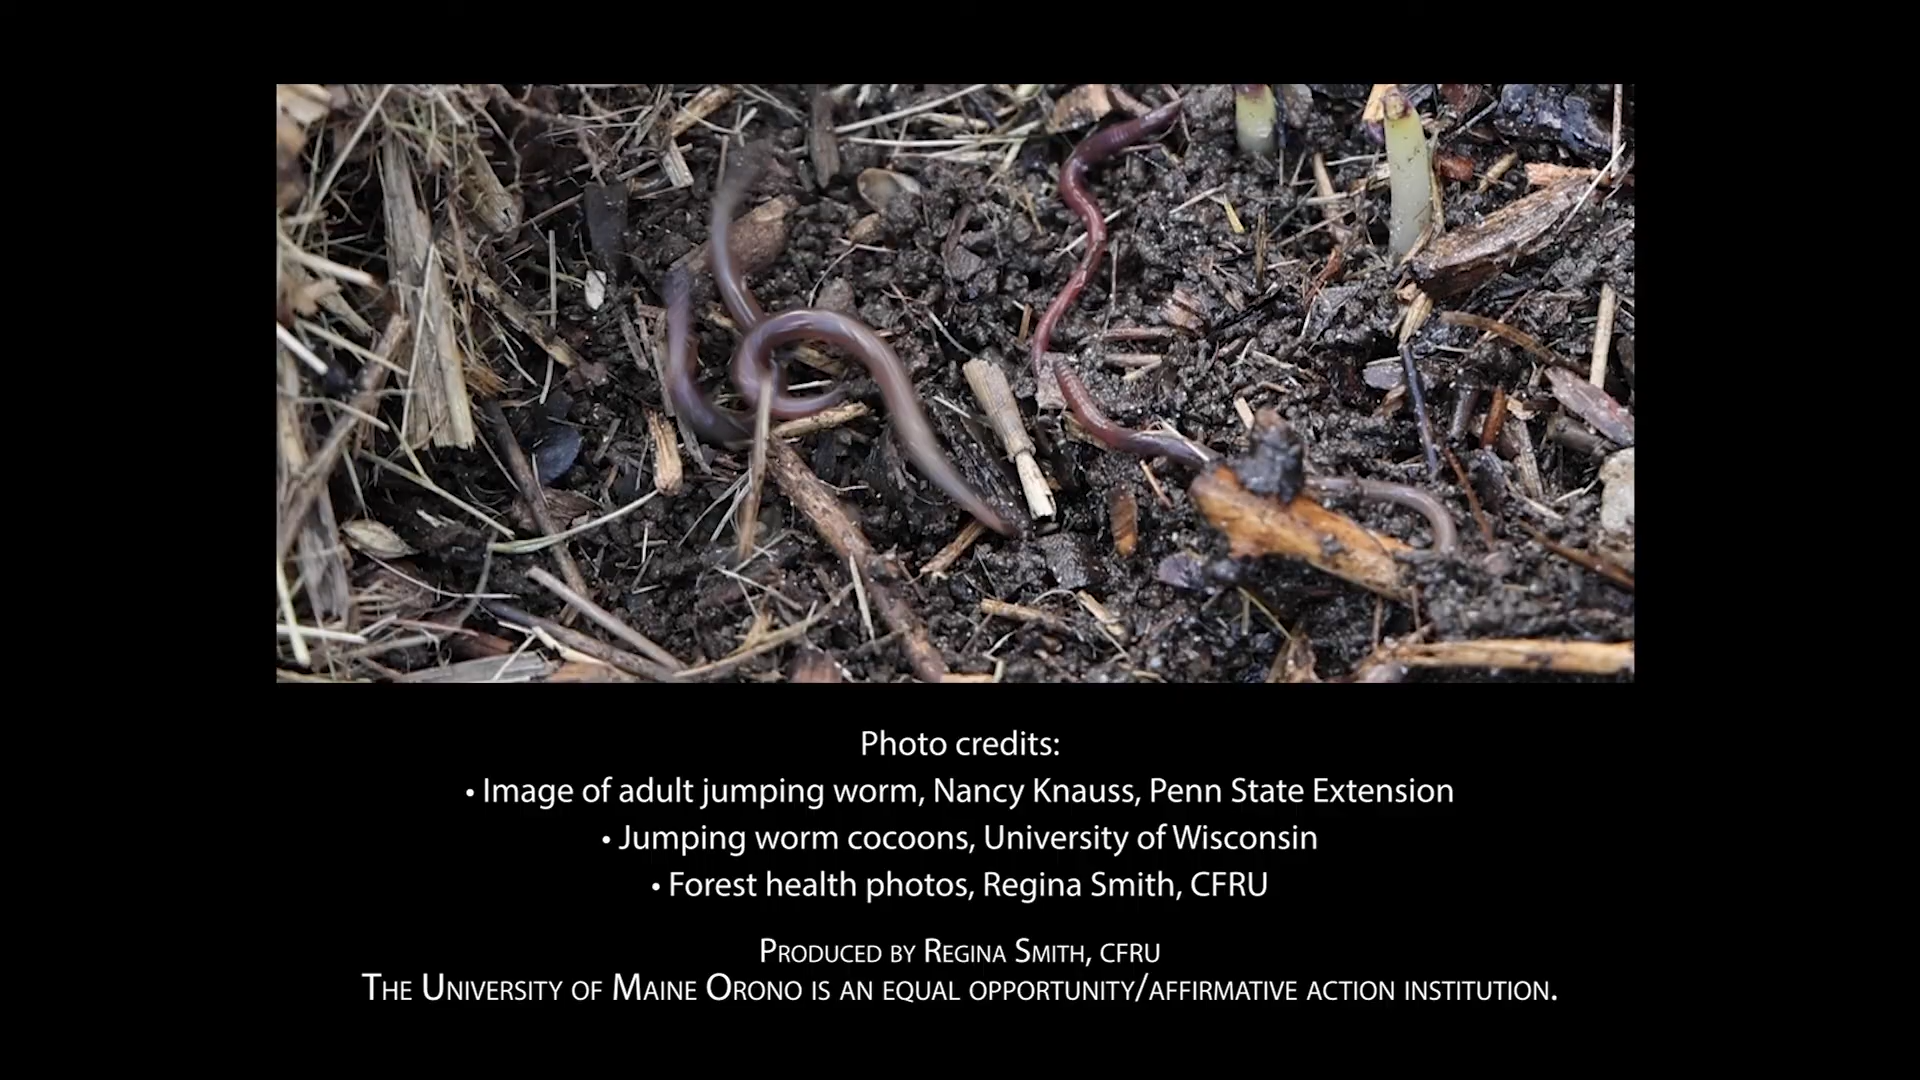 Photo credits:
• Image of adult jumping worm, Nancy Knauss, Penn State Extension
• Jumping worm cocoons, University of Wisconsin
• Forest health photos, Regina Smith, CFRU
Produced by Regina Smith, CFRU
The University of Maine Orono is an equal opportunity/affirmative action institution.